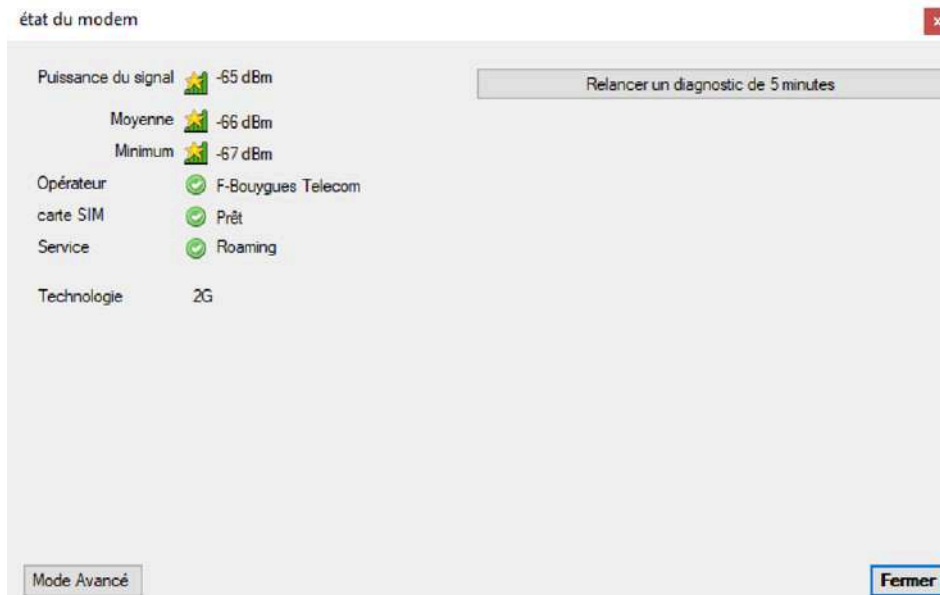 état du modem
x
Puissance du signal -65 dBm
Relancer un diagnostic de 5 minutes
Moyenne -66 dBm
Minimum -67 dBm
Opérateur F-Bouygues Telecom
carte SIM Prêt
Service Roaming
Technologie 2G
Mode Avancé
Fermer